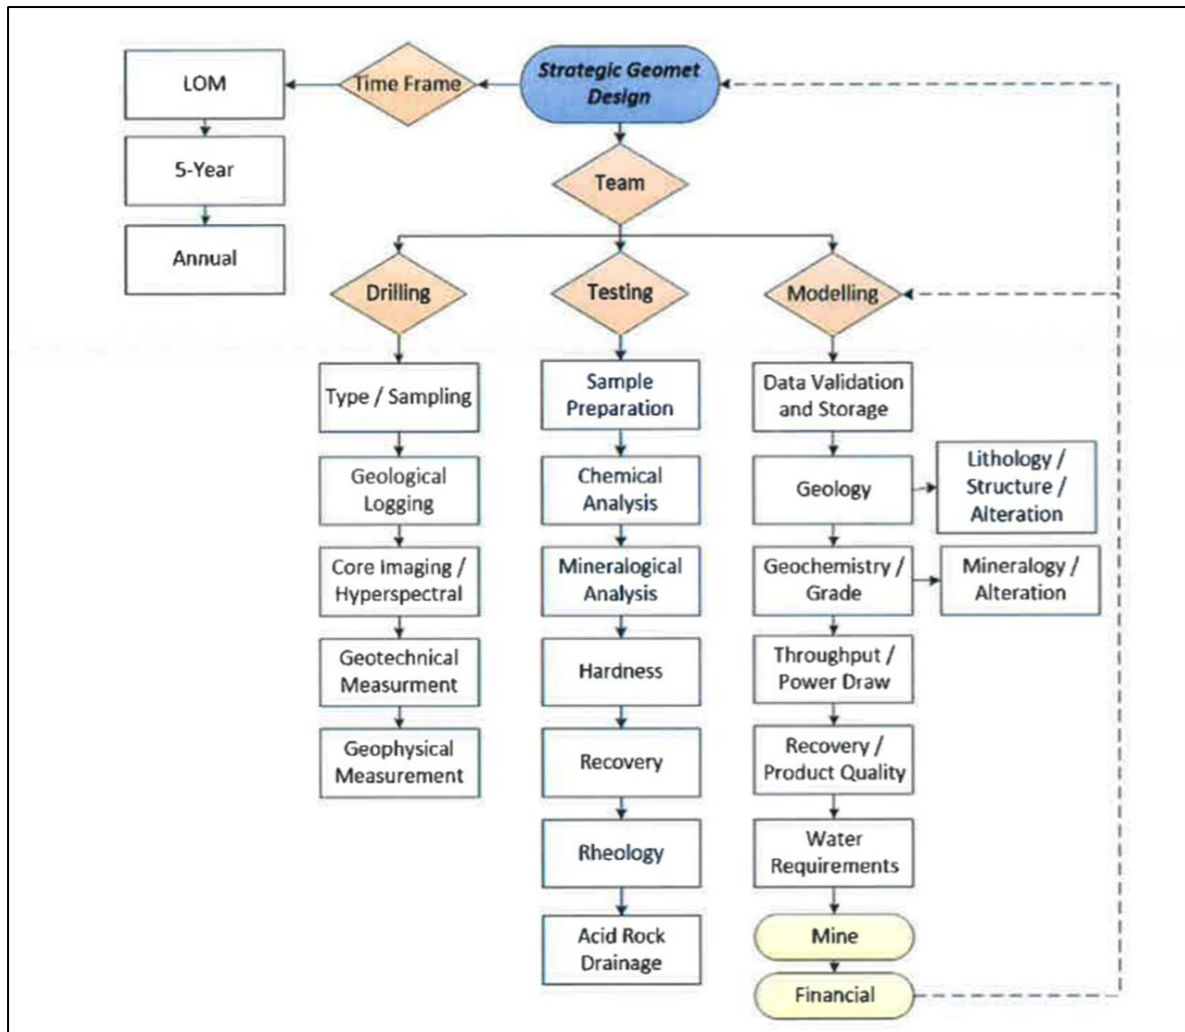 Strategic Geomet
Design
Time Frame
LOM
5-Year
Annual
Team
Drilling
Testing
Modelling
Type / Sampling
Geological
Logging
Core Imaging /
Hyperspectral
Geotechnical
Measurment
Geophysical
Measurement
Sample
Preparation
Chemical
Analysis
Mineralogical
Analysis
Hardness
Recovery
Rheology
Acid Rock
Drainage
Data Validation
and Storage
Geology
Lithology /
Structure /
Alteration
Geochemistry /
Grade
Mineralogy /
Alteration
Throughput /
Power Draw
Recovery /
Product Quality
Water
Requirements
Mine
Financial